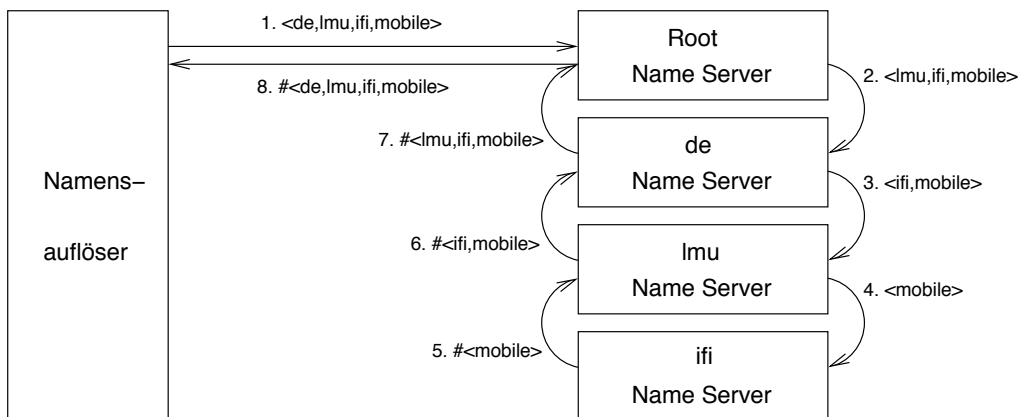 1. <de,lmu,ifi,mobile>
Root
Name Server
2. <lmu,ifi,mobile>
8. #<de,lmu,ifi,mobile>
7. #<lmu,ifi,mobile>
de
Name Server
Namens–
auflöser
3. <ifi,mobile>
6. #<ifi,mobile>
lmu
Name Server
4. <mobile>
5. #<mobile>
ifi
Name Server